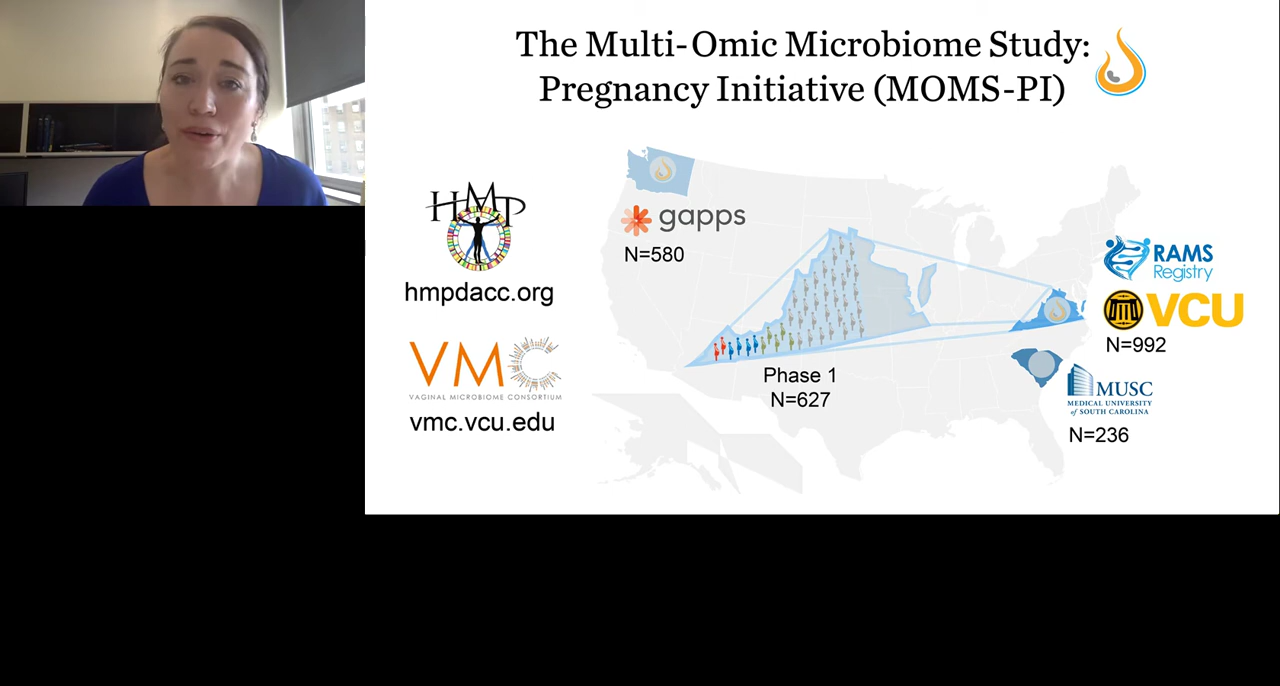 The Multi-Omic Microbiome Study:
Pregnancy Initiative (MOMS-PI)
HMP
hmpdacc.org
VMC
VAGINAL MICROBIOME CONSORTIUM
vmc.vcu.edu
gapps
N=580
Phase 1
N=627
RAMS
Registry
VCU
N=992
MUSC
MEDICAL UNIVERSITY
of SOUTH CAROLINA
N=236